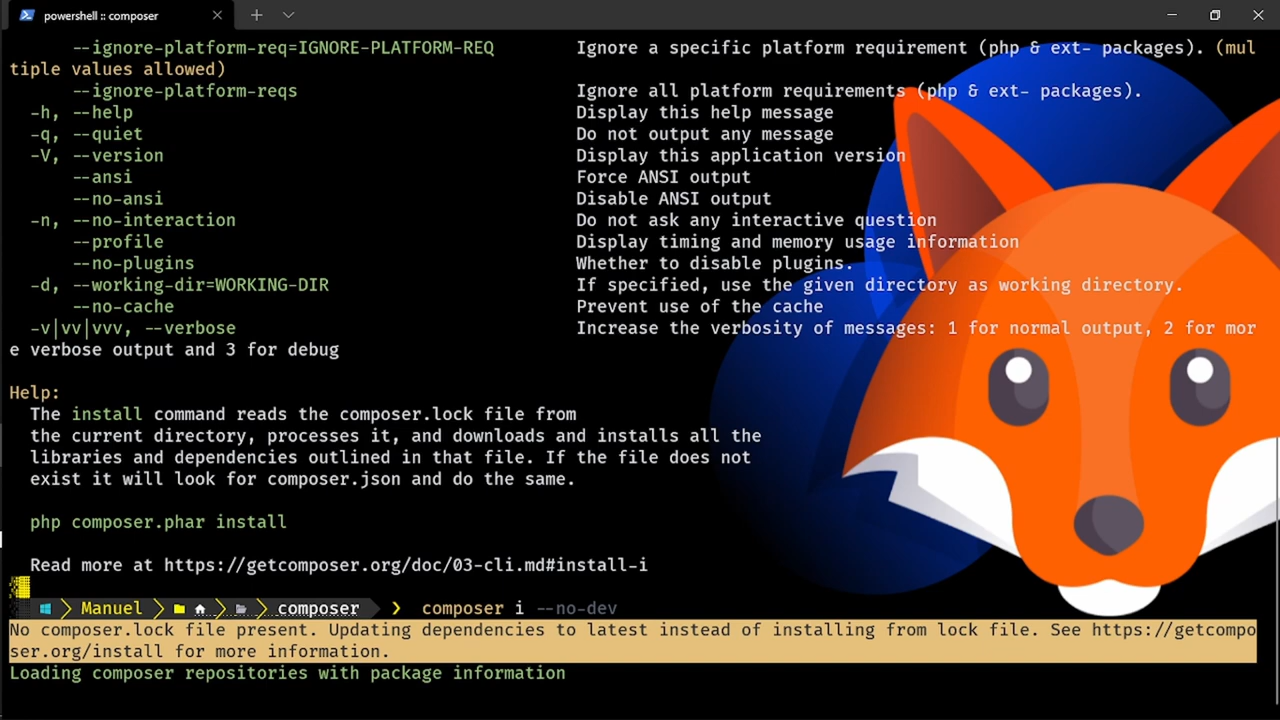 powershell :: composer
--ignore-platform-req=IGNORE-PLATFORM-REQ Ignore a specific platform requirement (php & ext- packages). (mul
tiple values allowed)
--ignore-platform-reqs Ignore all platform requirements (php & ext- packages).
-h, --help Display this help message
-q, --quiet Do not output any message
-V, --version Display this application version
--ansi Force ANSI output
--no-ansi Disable ANSI output
-n, --no-interaction Do not ask any interactive question
--profile Display timing and memory usage information
--no-plugins Whether to disable plugins.
-d, --working-dir=WORKING-DIR If specified, use the given directory as working directory.
--no-cache Prevent use of the cache
-v|vv|vvv, --verbose Increase the verbosity of messages: 1 for normal output, 2 for mor
e verbose output and 3 for debug
Help:
The install command reads the composer.lock file from
the current directory, processes it, and downloads and installs all the
libraries and dependencies outlined in that file. If the file does not
exist it will look for composer.json and do the same.
php composer.phar install
Read more at https://getcomposer.org/doc/03-cli.md#install-i
Manuel composer ❯ composer i --no-dev
No composer.lock file present. Updating dependencies to latest instead of installing from lock file. See https://getcompo
ser.org/install for more information.
Loading composer repositories with package information